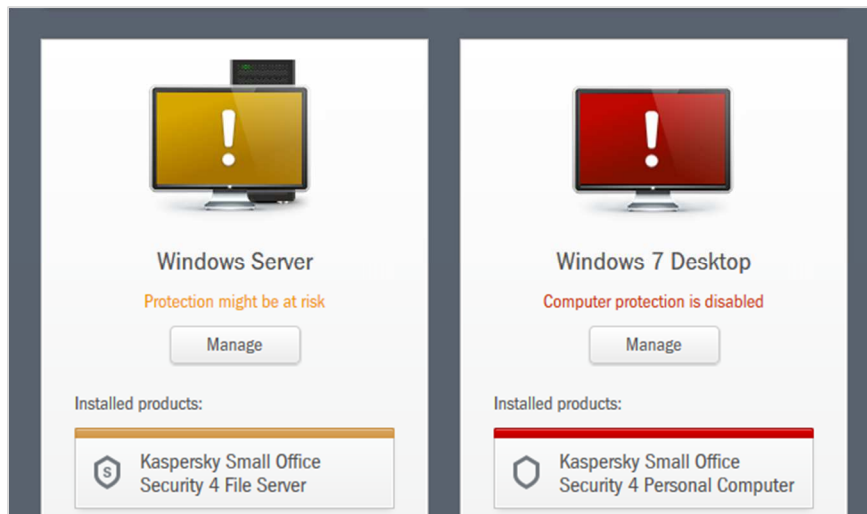 Windows Server
Protection might be at risk
Manage
Installed products:
S
Kaspersky Small Office
Security 4 File Server
Windows 7 Desktop
Computer protection is disabled
Manage
Installed products:
Kaspersky Small Office
Security 4 Personal Computer